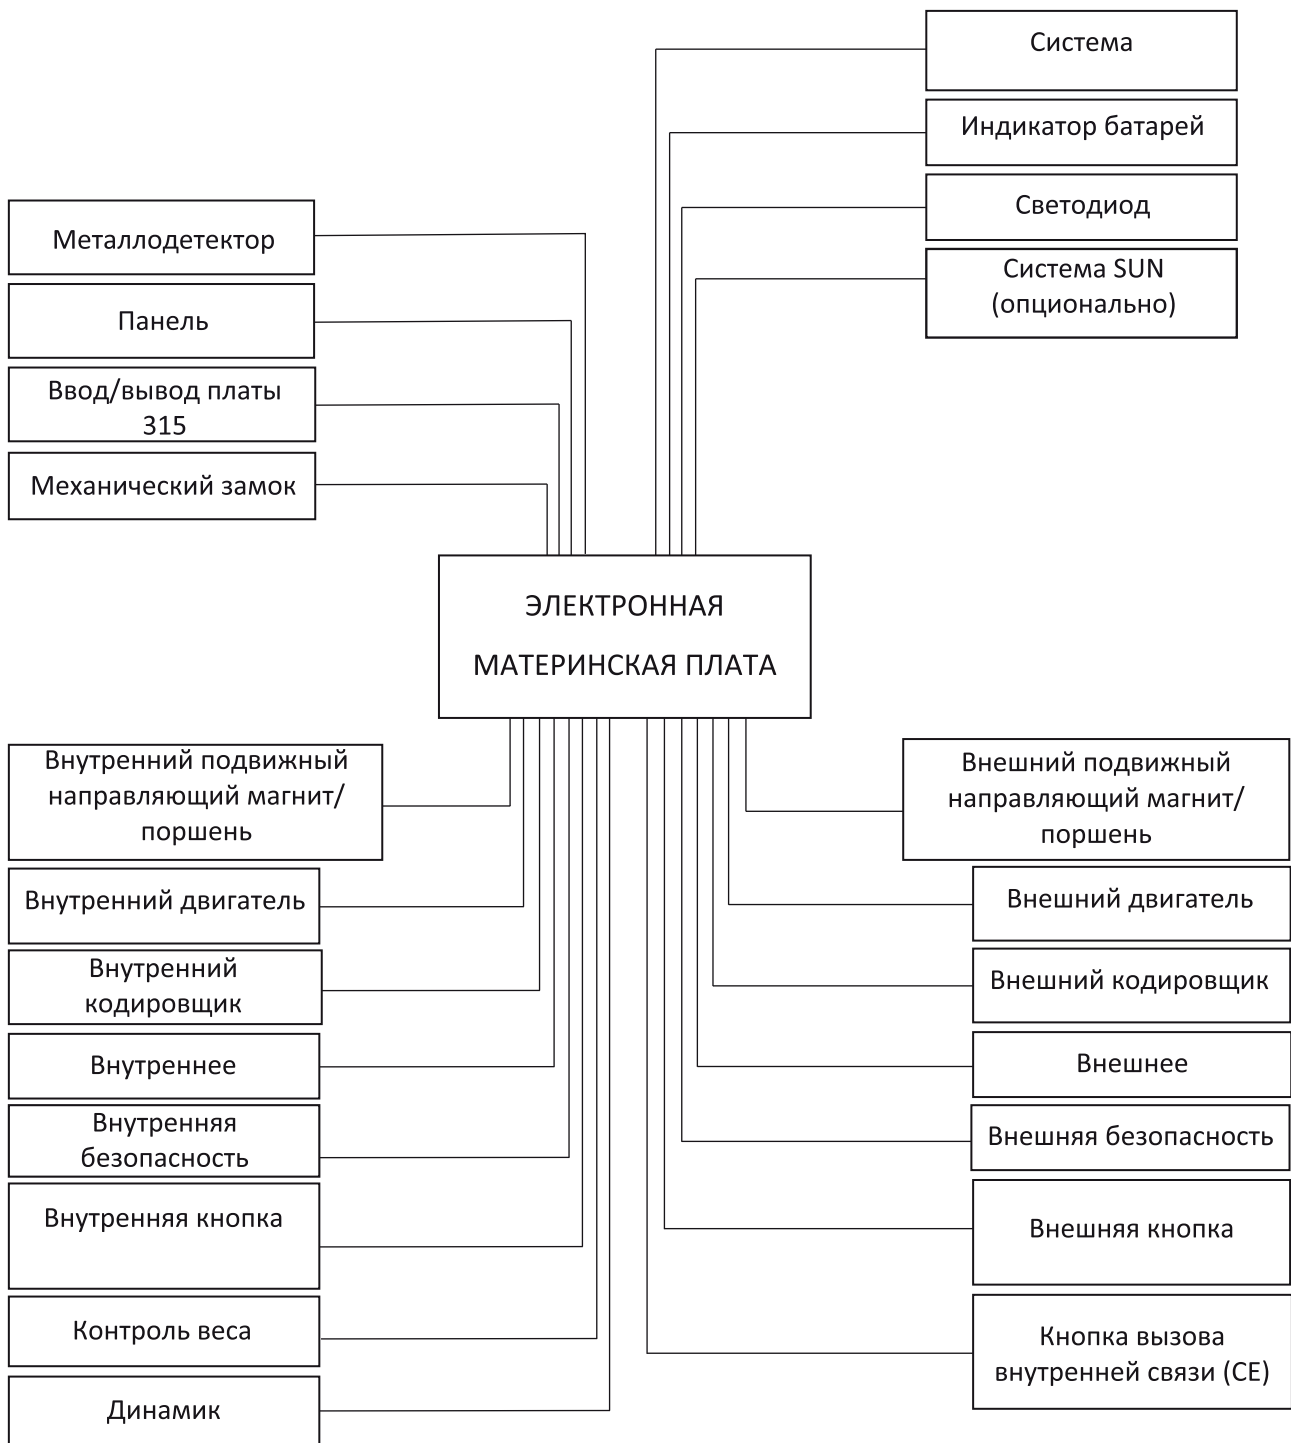 Система
Индикатор батарей
Светодиод
Система SUN
(опционально)
Металлодетектор
Панель
Ввод/вывод платы
315
Механический замок
ЭЛЕКТРОННАЯ
МАТЕРИНСКАЯ ПЛАТА
Внутренний подвижный
направляющий магнит/
поршень
Внутренний двигатель
Внутренний
кодировщик
Внутреннее
Внутренняя
безопасность
Внутренняя кнопка
Контроль веса
Динамик
Внешний подвижный
направляющий магнит/
поршень
Внешний двигатель
Внешний кодировщик
Внешнее
Внешняя безопасность
Внешняя кнопка
Кнопка вызова
внутренней связи (CE)